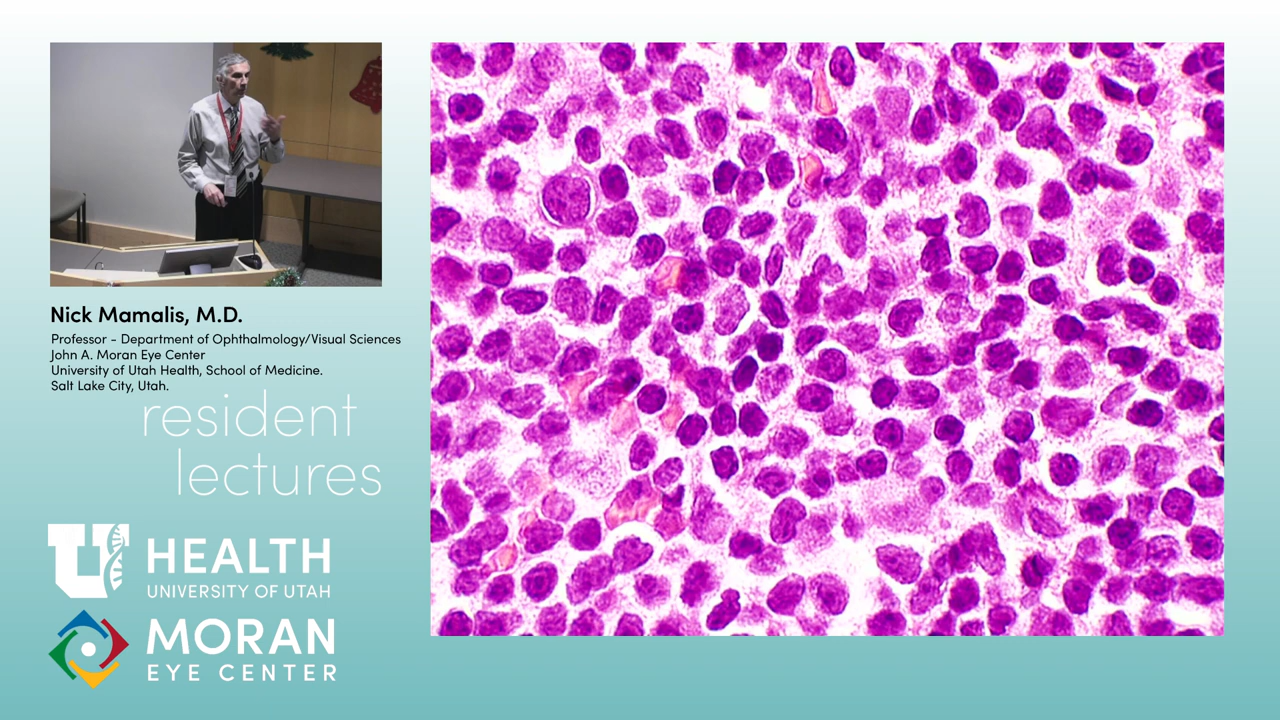 Nick Mamalis, M.D.
Professor - Department of Ophthalmology/Visual Sciences
John A. Moran Eye Center
University of Utah Health, School of Medicine.
Salt Lake City, Utah.
resident
lectures
U HEALTH
UNIVERSITY OF UTAH
MORAN
EYE CENTER